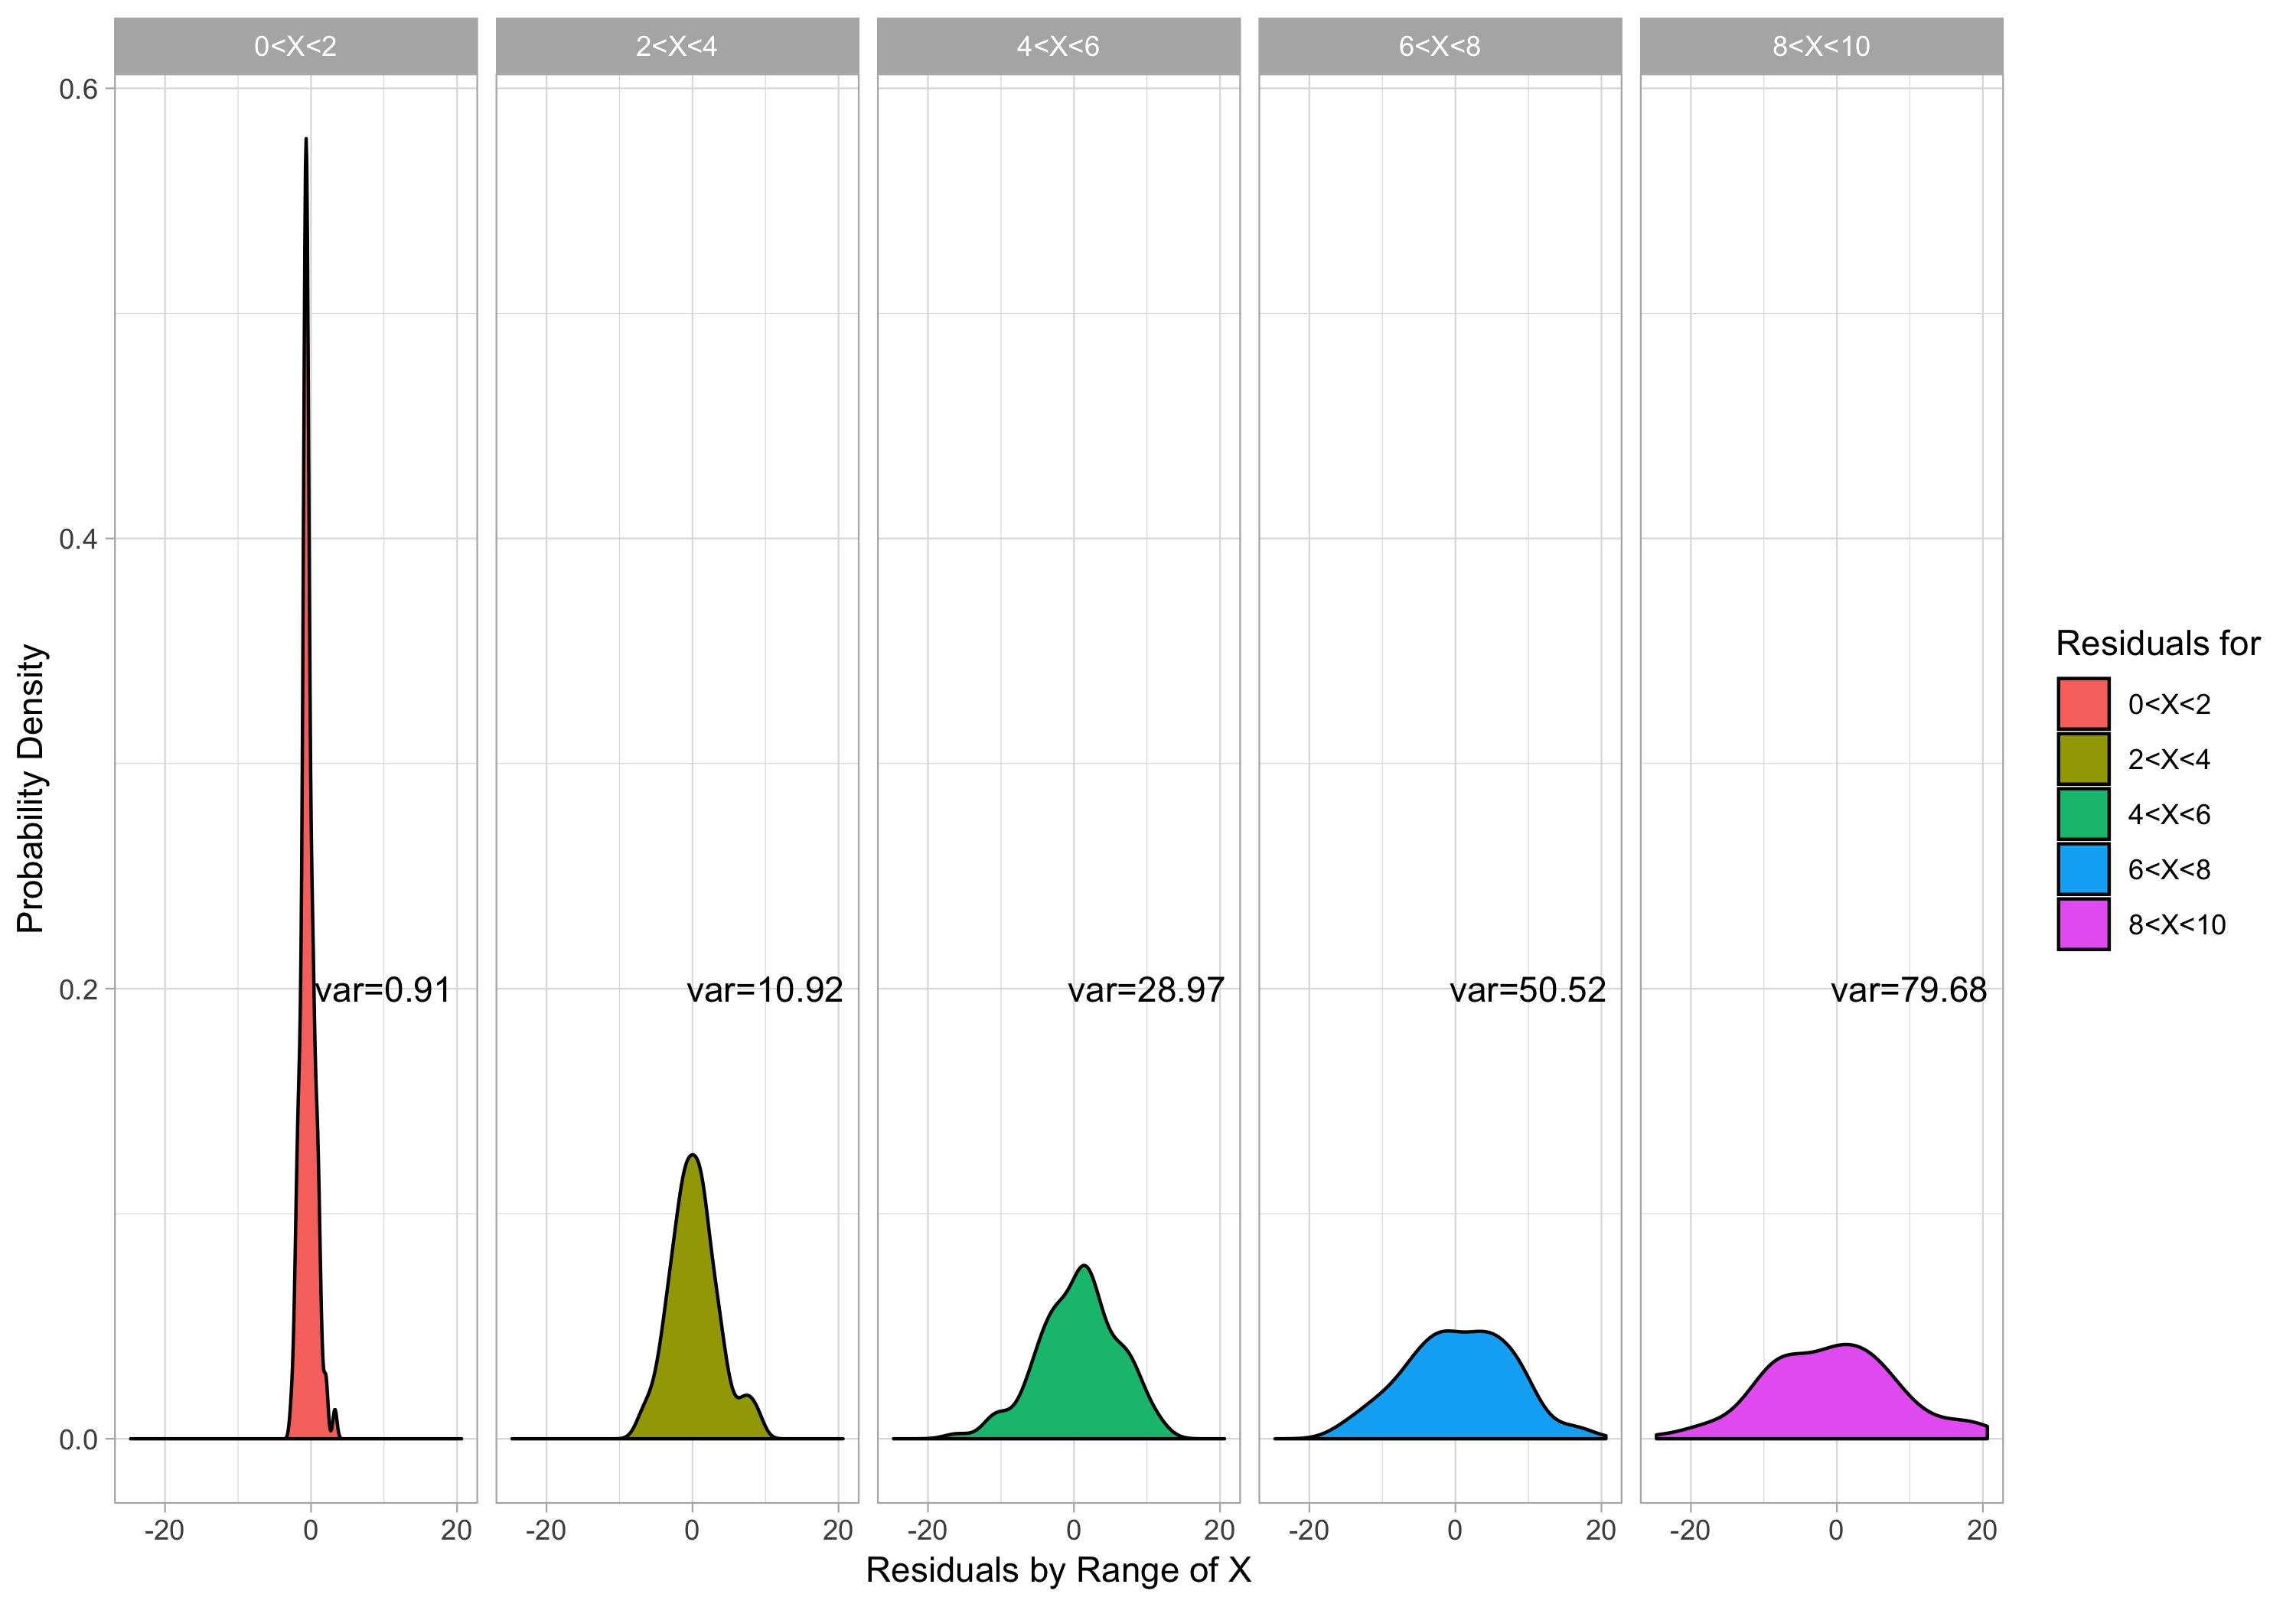 0<X<2
2<X<4
4<X<6
6<X<8
8<X<10
0.6
0.4
0.2
0.0
Probability Density
var=0.91
var=10.92
var=28.97
var=50.52
var=79.68
-20 0 20
-20 0 20
-20 0 20
-20 0 20
-20 0 20
Residuals by Range of X
Residuals for
0<X<2
2<X<4
4<X<6
6<X<8
8<X<10